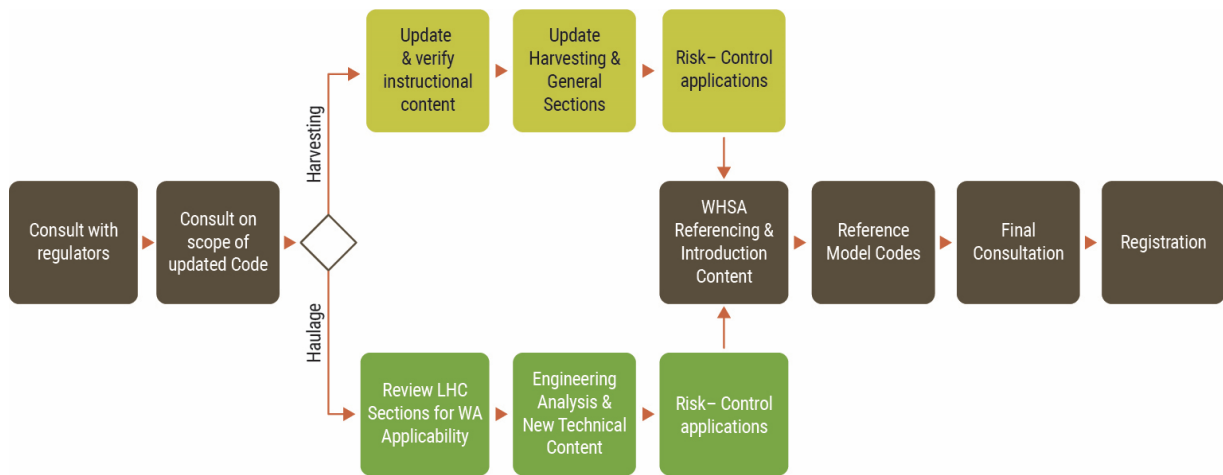 Update
& verify
instructional
content
Update
Harvesting &
General
Sections
Risk– Control
applications
Harvesting
Consult with
regulators
Consult on
scope of
updated Code
WHSA
Referencing &
Introduction
Content
Reference
Model Codes
Final
Consultation
Registration
Haulage
Review LHC
Sections for WA
Applicability
Engineering
Analysis &
New Technical
Content
Risk– Control
applications